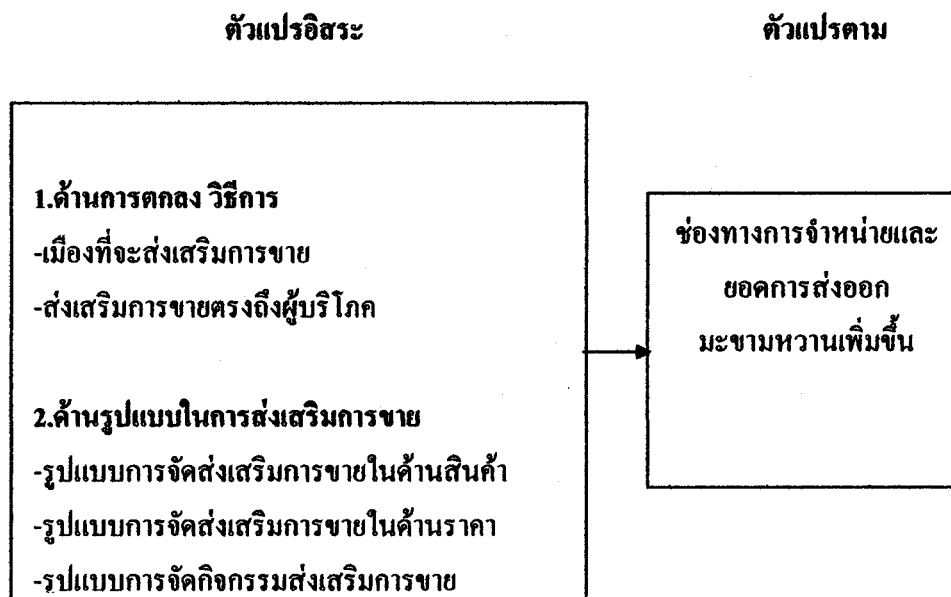 ตัวแปรอิสระ
ตัวแปรตาม
1.ด้านการตกลง วิธีการ
-เมืองที่จะส่งเสริมการขาย
-ส่งเสริมการขายตรงถึงผู้บริโภค
2.ด้านรูปแบบในการส่งเสริมการขาย
-รูปแบบการจัดส่งเสริมการขายในด้านสินค้า
-รูปแบบการจัดส่งเสริมการขายในด้านราคา
-รูปแบบการจัดกิจกรรมส่งเสริมการขาย
ช่องทางการจำหน่ายและ
ยอดการส่งออก
มะขามหวานเพิ่มขึ้น